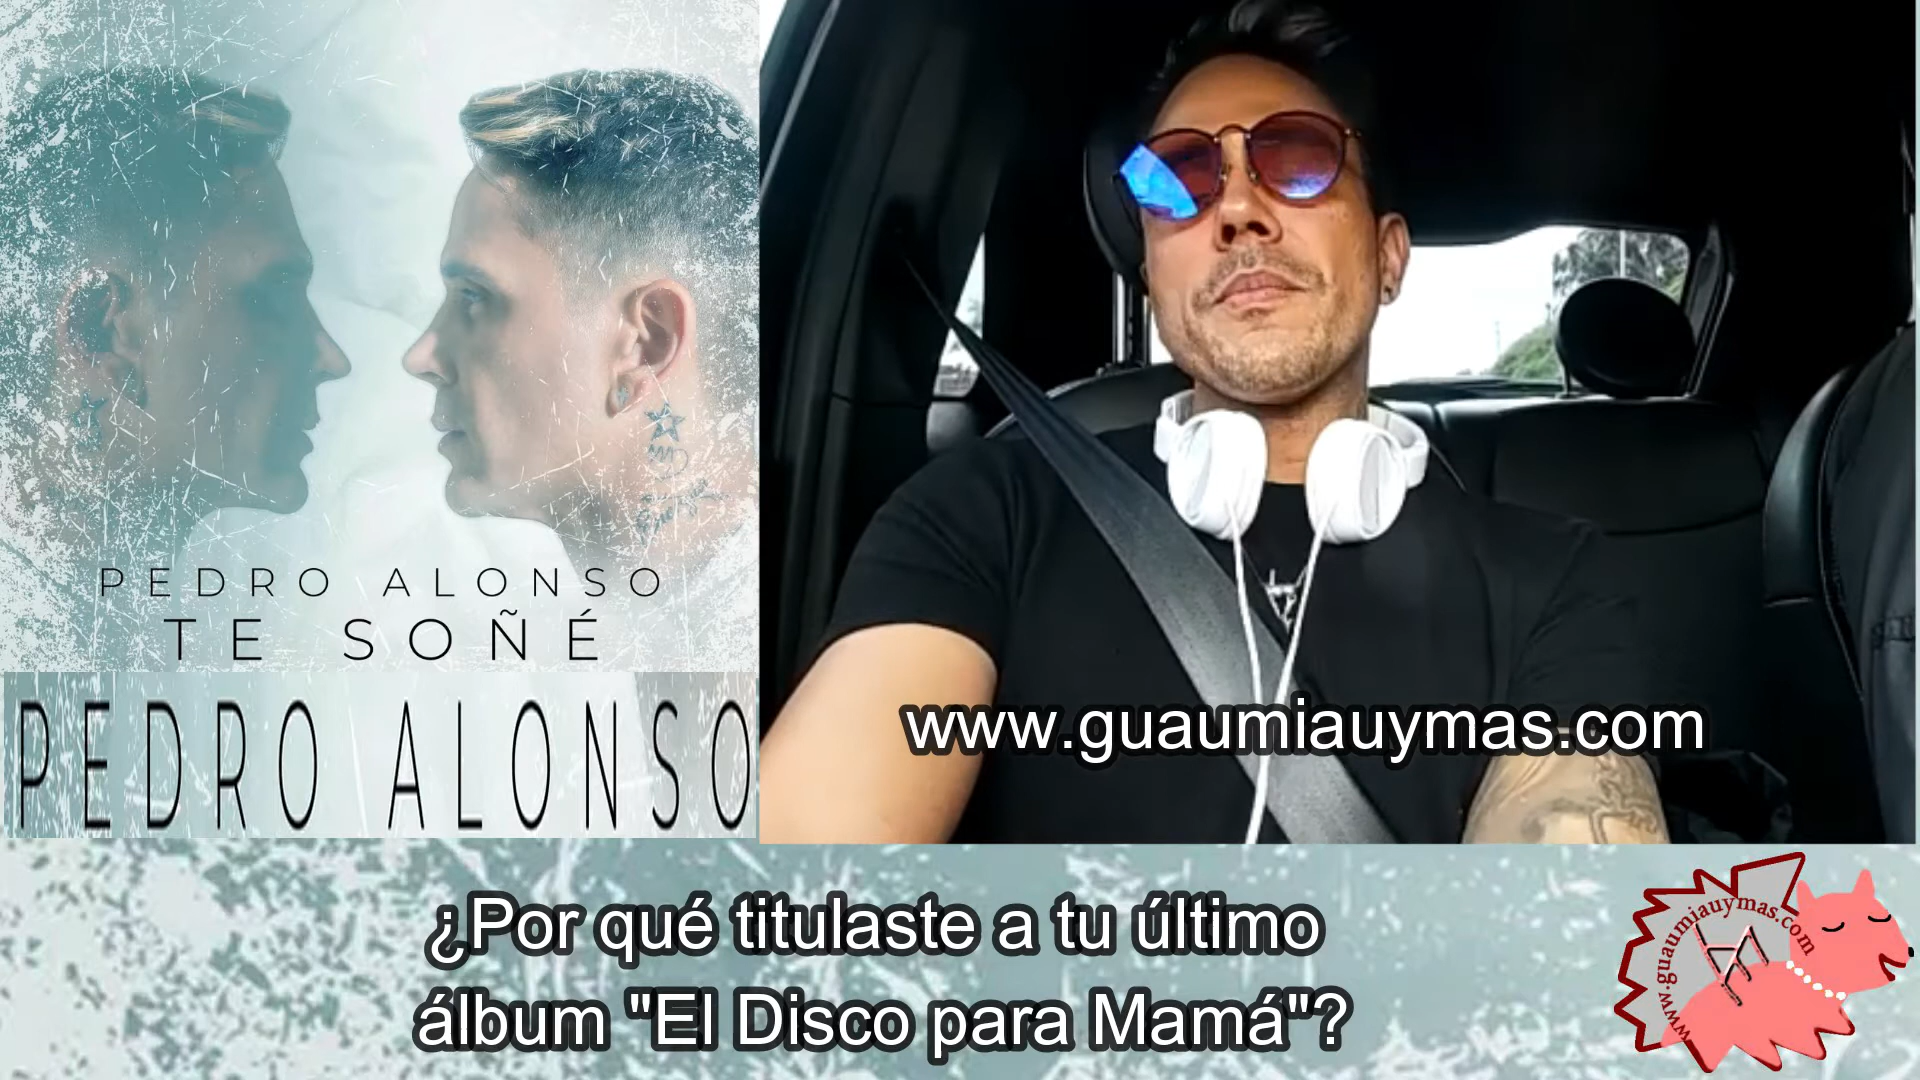 PEDRO ALONSO
TE SOÑÉ
PEDRO ALONSO
www.guaumiauymas.com
¿Por qué titulaste a tu último
álbum "El Disco para Mamá"?
www.guaumiauymas.com